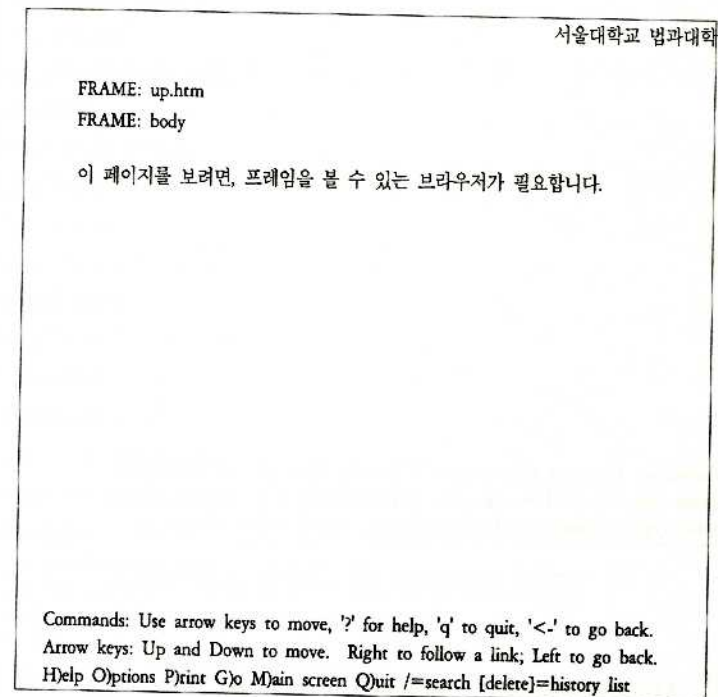 서울대학교 법과대학
FRAME: up.htm
FRAME: body
이 페이지를 보려면, 프레임을 볼 수 있는 브라우저가 필요합니다.
Commands: Use arrow keys to move, '?' for help, 'q' to quit, '<-' to go back.
Arrow keys: Up and Down to move. Right to follow a link; Left to go back.
H)elp O)ptions P)rint G)o M)ain screen Q)uit /=search [delete]=history list